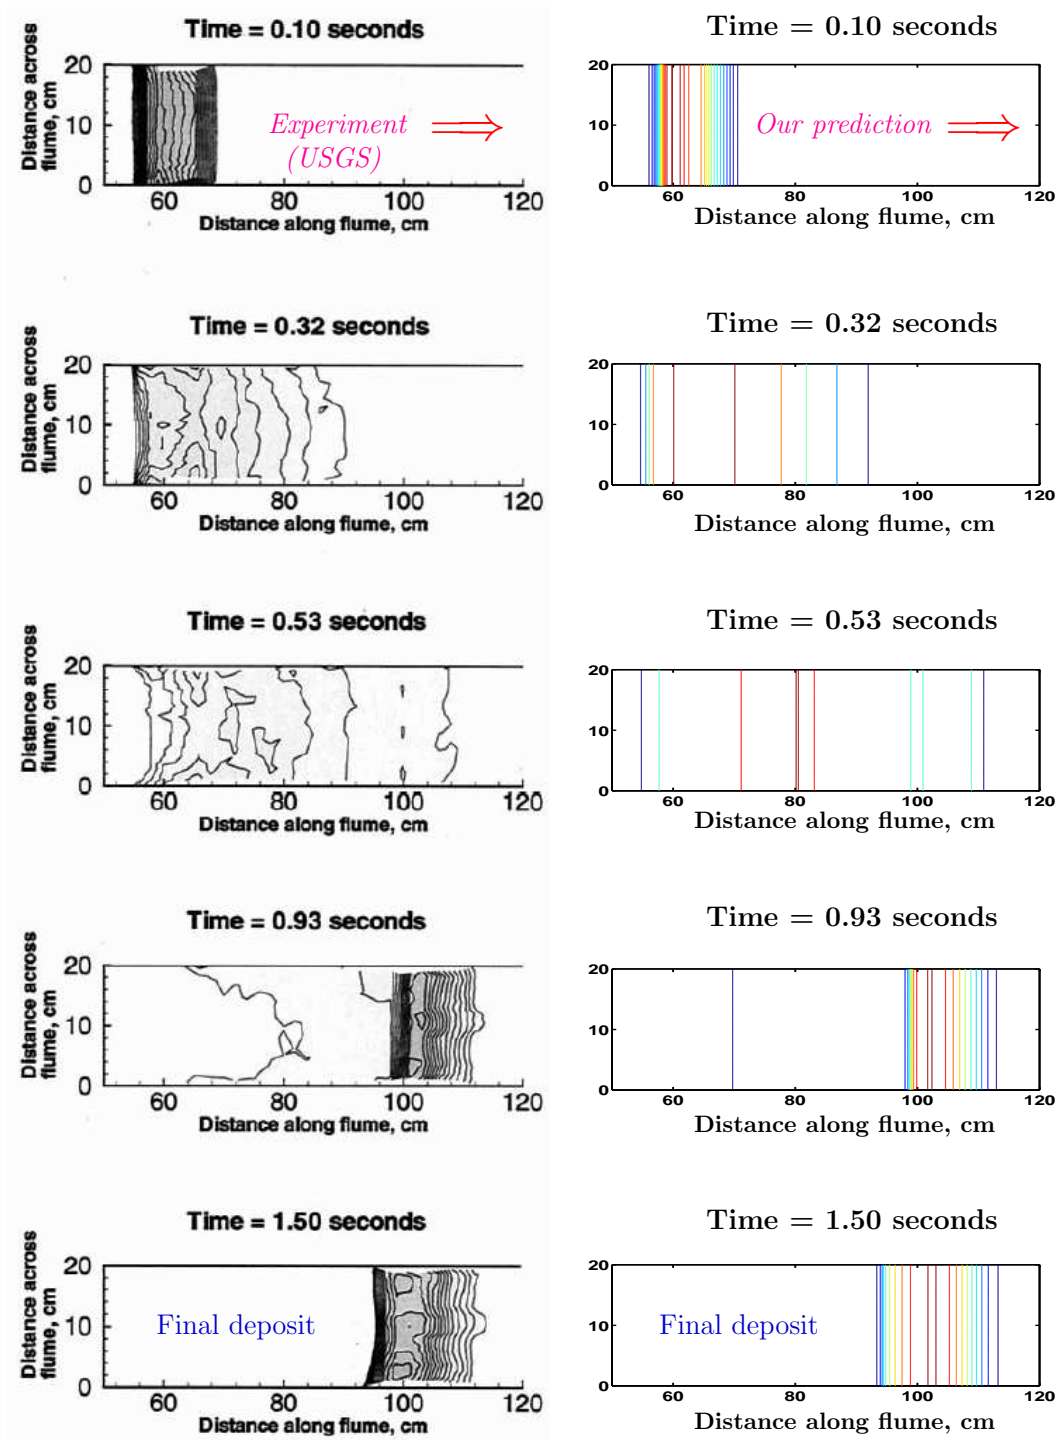 Time = 0.10 seconds
Distance across
flume, cm
20
10
0
Experiment
(USGS)
60
80
100
120
Distance along flume, cm
Time = 0.10 seconds
20
10
0
Our prediction
60
80
100
120
Distance along flume, cm
Time = 0.32 seconds
Distance across
flume, cm
20
10
0
60
80
100
120
Distance along flume, cm
Time = 0.32 seconds
20
10
0
60
80
100
120
Distance along flume, cm
Time = 0.53 seconds
Distance across
flume, cm
20
10
0
60
80
100
120
Distance along flume, cm
Time = 0.53 seconds
20
10
0
60
80
100
120
Distance along flume, cm
Time = 0.93 seconds
Distance across
flume, cm
20
10
0
60
80
100
120
Distance along flume, cm
Time = 0.93 seconds
20
10
0
60
80
100
120
Distance along flume, cm
Time = 1.50 seconds
Distance across
flume, cm
20
10
0
Final deposit
60
80
100
120
Distance along flume, cm
Time = 1.50 seconds
20
10
0
Final deposit
60
80
100
120
Distance along flume, cm